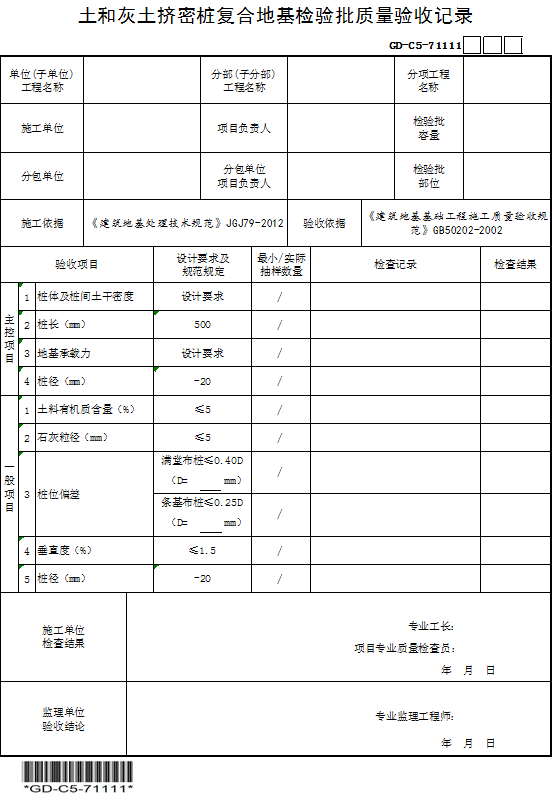 土和灰土挤密桩复合地基检验批质量验收记录
GD-C5-71111
单位(子单位)
工程名称
分部(子分部)
工程名称
分项工程
名称
施工单位
项目负责人
检验批
容量
分包单位
分包单位
项目负责人
检验批
部位
施工依据
《建筑地基处理技术规范》JGJ79-2012
验收依据
《建筑地基基础工程施工质量验收规
范》GB50202-2002
验收项目
设计要求及
规范规定
最小/实际
抽样数量
检查记录
检查结果
主控项目
1 桩体及桩间土干密度 设计要求 /
2 桩长(mm) 500 /
3 地基承载力 设计要求 /
4 桩径(mm) -20 /
一般项目
1 土料有机质含量(%) ≤5 /
2 石灰粒径(mm) ≤5 /
3 桩位偏差
满堂布桩≤0.40D
(D= ___ mm)
/
条基布桩≤0.25D
(D= ___ mm)
/
4 垂直度(%) ≤1.5 /
5 桩径(mm) -20 /
施工单位
检查结果
专业工长:
项目专业质量检查员:
年 月 日
监理单位
验收结论
专业监理工程师:
年 月 日
*GD-C5-71111*